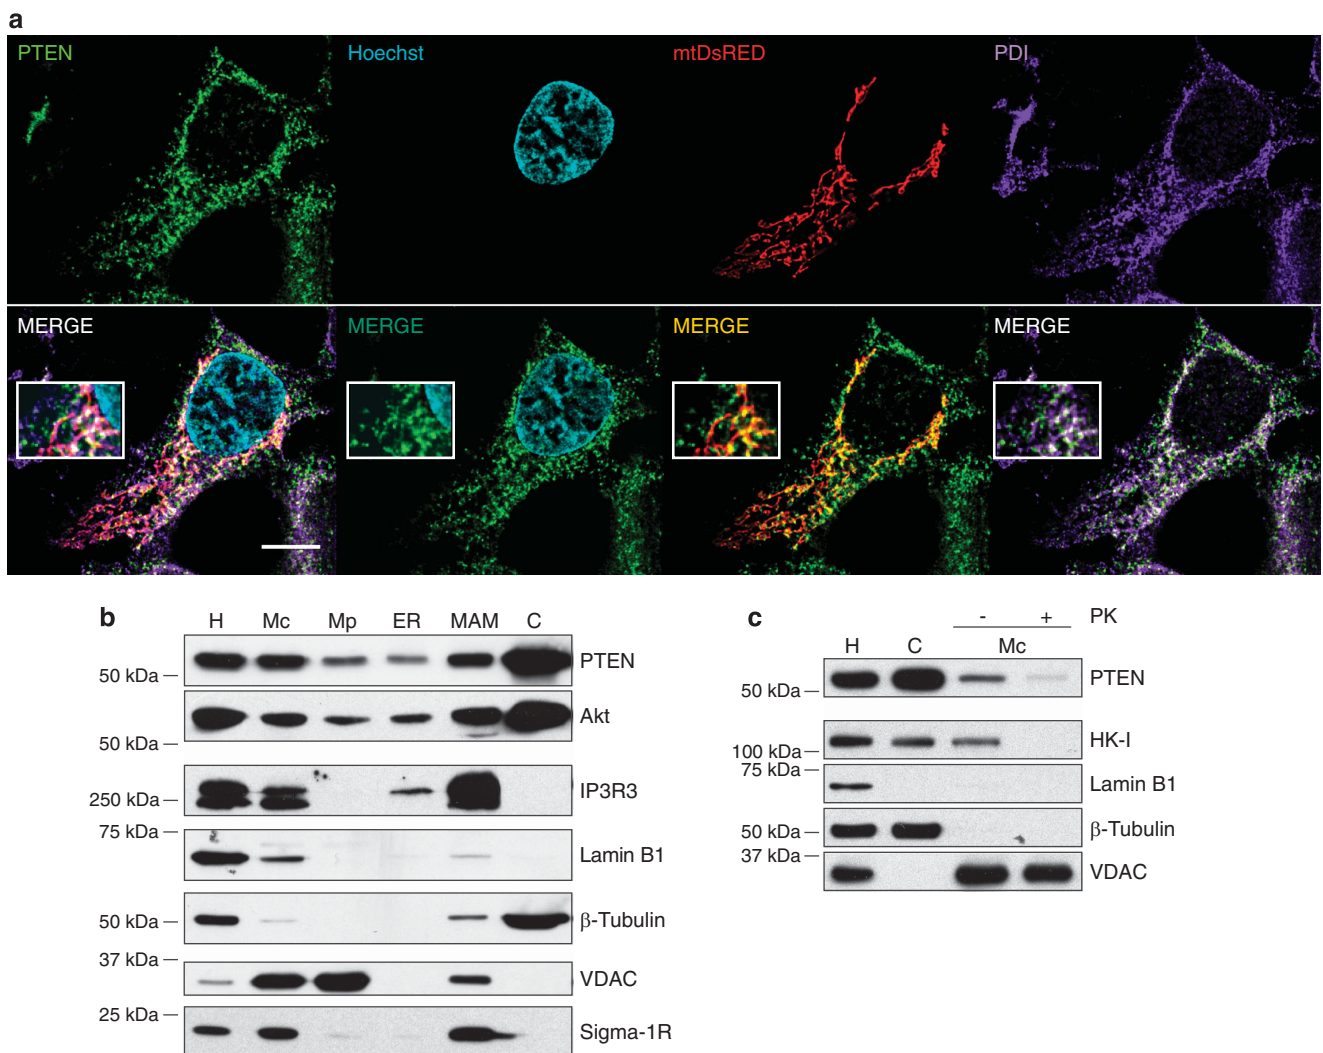 a
PTEN Hoechst mtDsRED PDI
MERGE MERGE MERGE MERGE
b
H Mc Mp ER MAM C
50 kDa PTEN
Akt
50 kDa
250 kDa IP3R3
75 kDa
Lamin B1
50 kDa β-Tubulin
37 kDa
VDAC
25 kDa
Sigma-1R
c
- + PK
H C Mc
PTEN
50 kDa
HK-I
100 kDa
75 kDa
Lamin B1
50 kDa β-Tubulin
37 kDa
VDAC